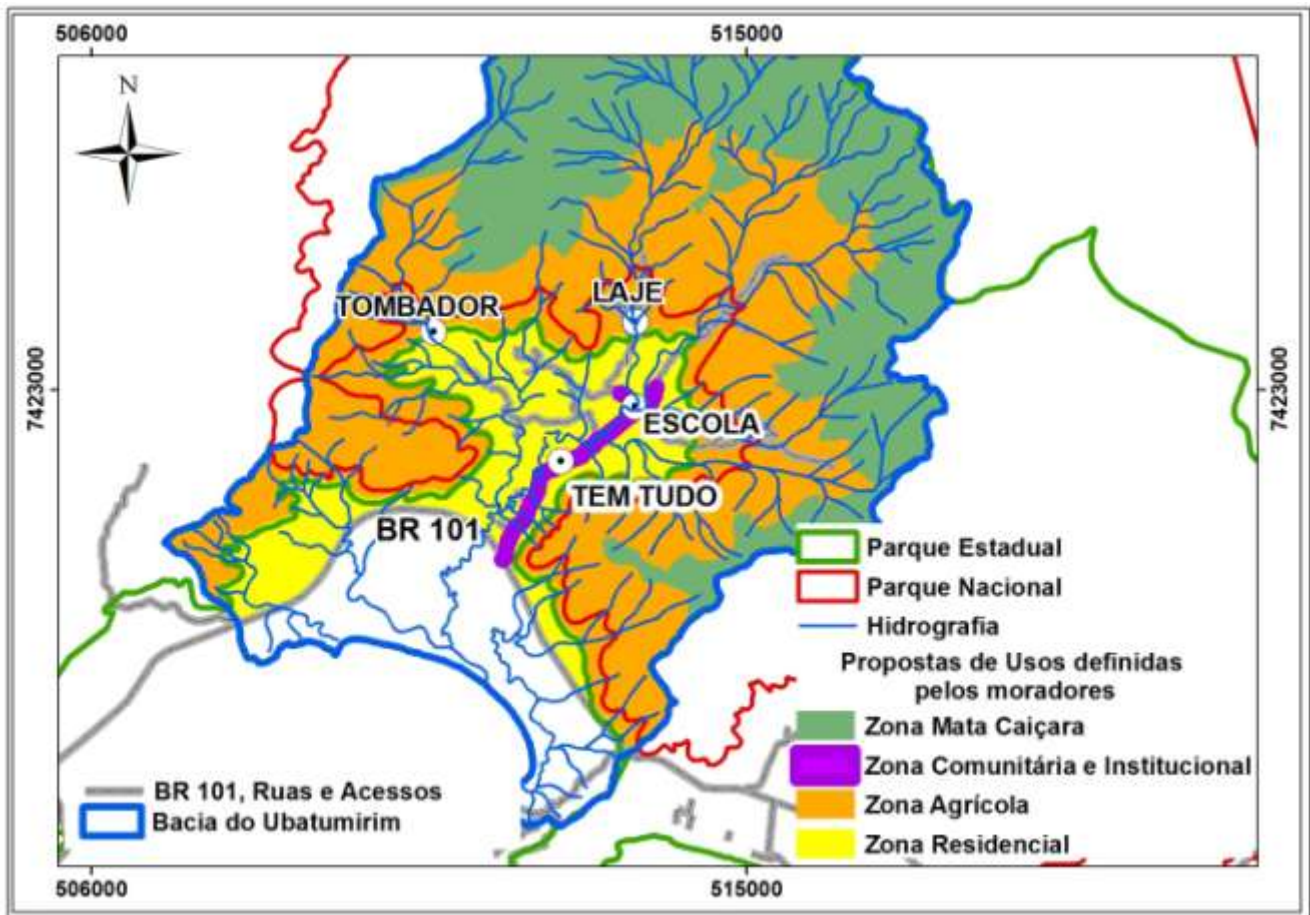 506000
515000
N
TOMBADOR
LAJE
7423000
7423000
ESCOLA
TEM TUDO
BR 101
Parque Estadual
Parque Nacional
Hidrografia
Propostas de Usos definidas
pelos moradores
Zona Mata Caiçara
Zona Comunitária e Institucional
Zona Agrícola
Zona Residencial
BR 101, Ruas e Acessos
Bacia do Ubatumirim
506000
515000